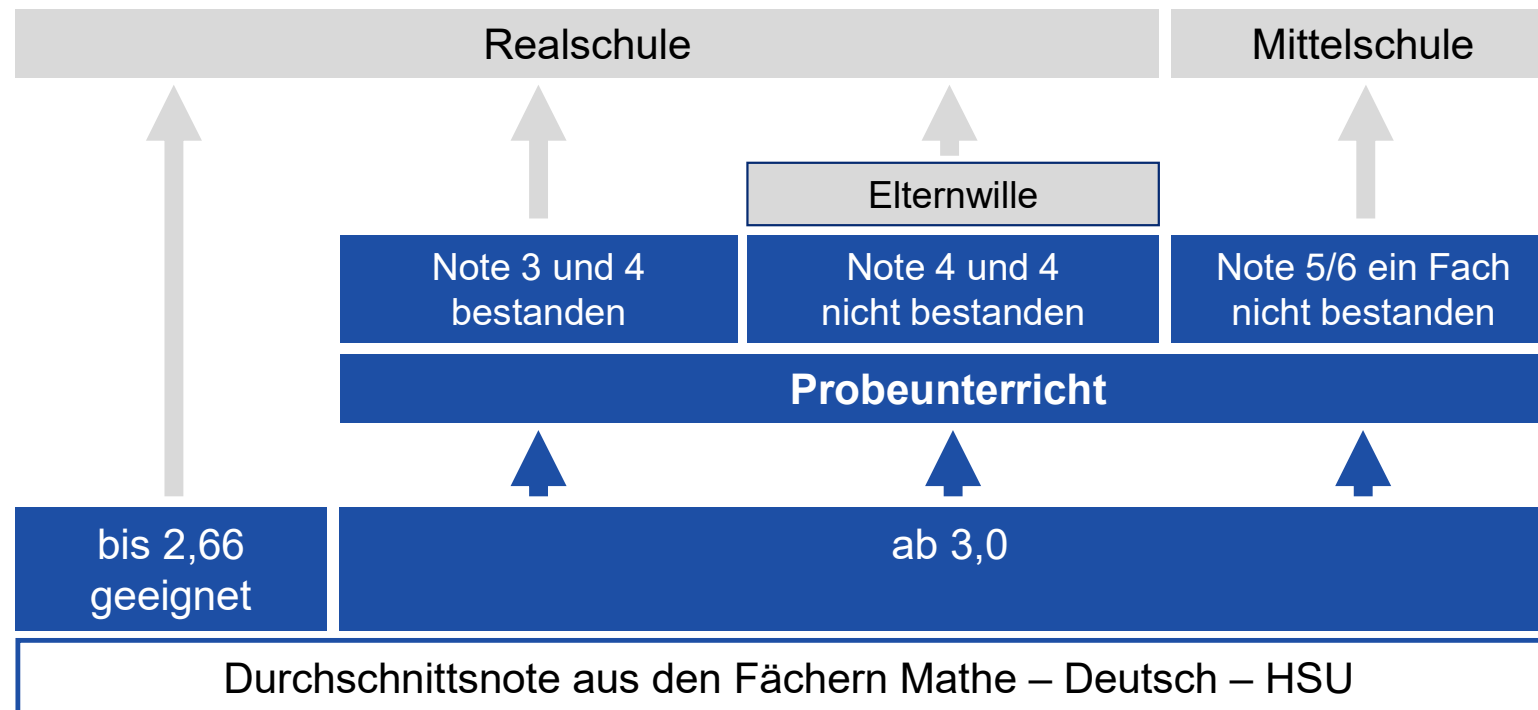 Realschule
Mittelschule
Elternwille
Note 3 und 4
bestanden
Note 4 und 4
nicht bestanden
Note 5/6 ein Fach
nicht bestanden
Probeunterricht
bis 2,66
geeignet
ab 3,0
Durchschnittsnote aus den Fächern Mathe – Deutsch – HSU